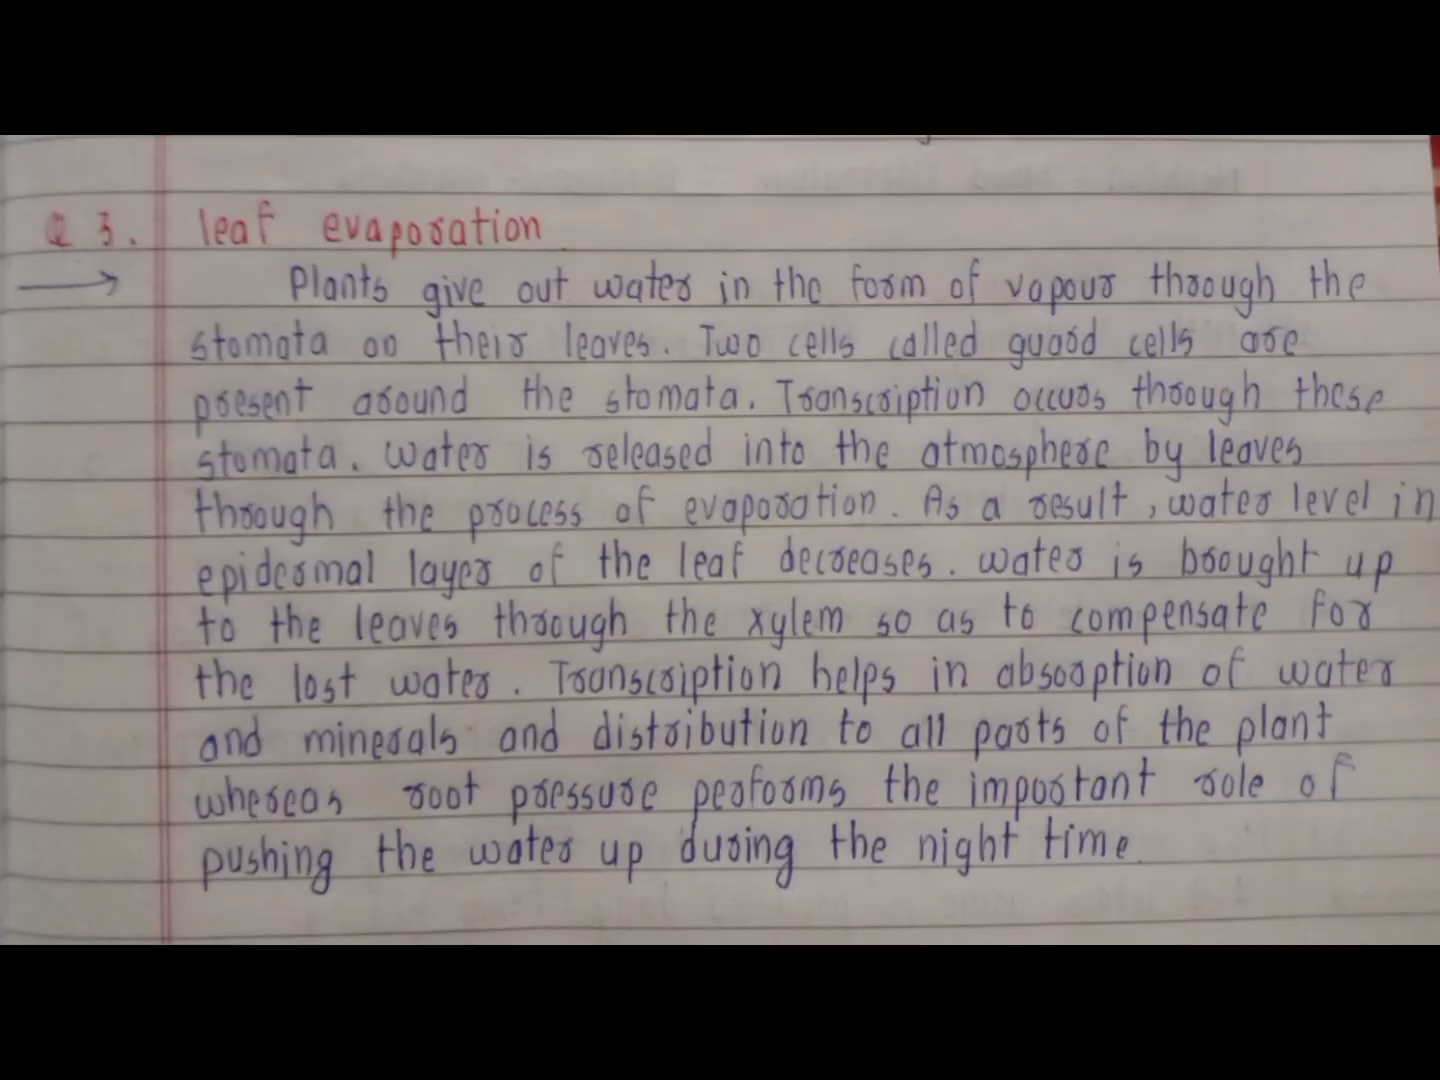 Q 3. leaf evaporation
Plants give out water in the form of vapour through the
stomata on their leaves. Two cells called guard cells are
present around the stomata. Transcription occurs through these
stomata. Water is released into the atmosphere by leaves
through the process of evaporation. As a result, water level in
epidermal layer of the leaf decreases. Water is brought up
to the leaves through the xylem so as to compensate for
the lost water. Transcription helps in absorption of water
and minerals and distribution to all parts of the plant
whereas root pressure performs the important role of
pushing the water up during the night time